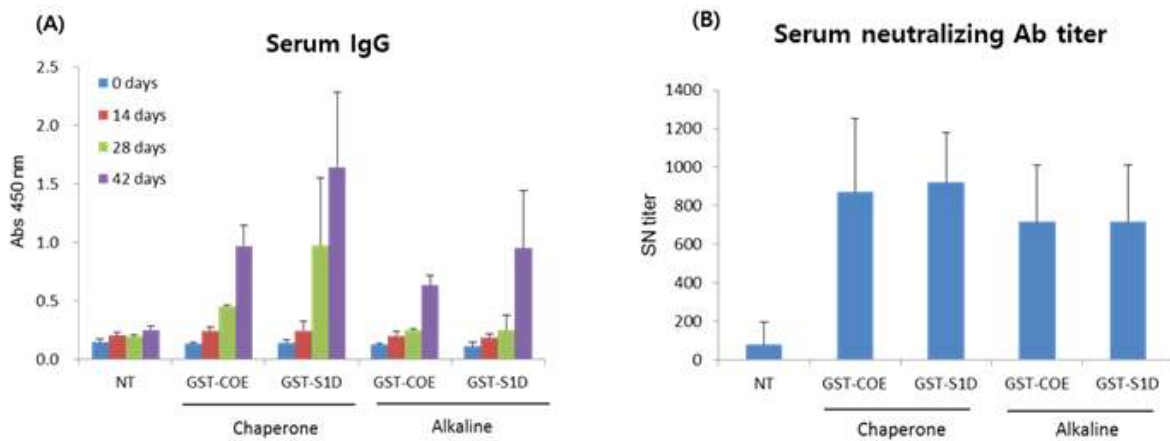 (A)
Serum IgG
2.5
2.0
1.5
1.0
0.5
0.0
Abs 450 nm
0 days
14 days
28 days
42 days
NT GST-COE GST-S1D GST-COE GST-S1D
Chaperone Alkaline
(B)
Serum neutralizing Ab titer
1400
1200
1000
800
600
400
200
0
SN titer
NT GST-COE GST-S1D GST-COE GST-S1D
Chaperone Alkaline